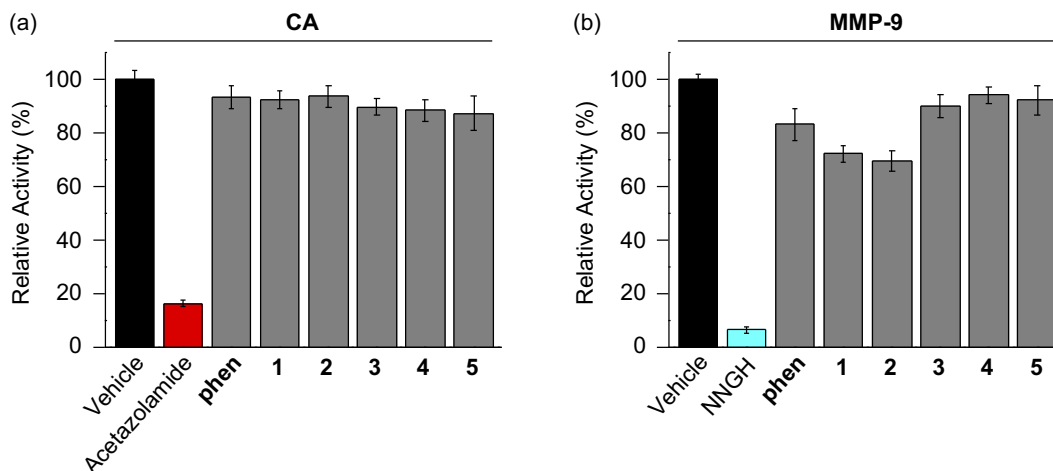 (a)
CA
Relative Activity (%)
100
80
60
40
20
0
Vehicle
Acetazolamide
phen
1
2
3
4
5
(b)
MMP-9
Relative Activity (%)
100
80
60
40
20
0
Vehicle
NNGH
phen
1
2
3
4
5